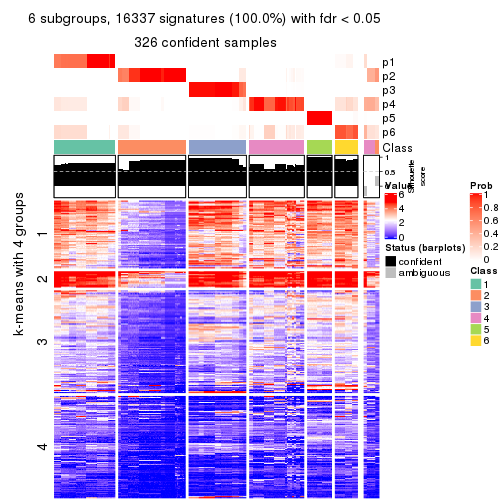 6 subgroups, 16337 signatures (100.0%) with fdr < 0.05
326 confident samples
p1
p2
p3
p4
p5
p6
Class
1
0.5
0
Silhouette
score
k-means with 4 groups
1
2
3
4
Value
6
4
2
0
Status (barplots)
confident
ambiguous
Prob
1
0.8
0.6
0.4
0.2
0
Class
1
2
3
4
5
6